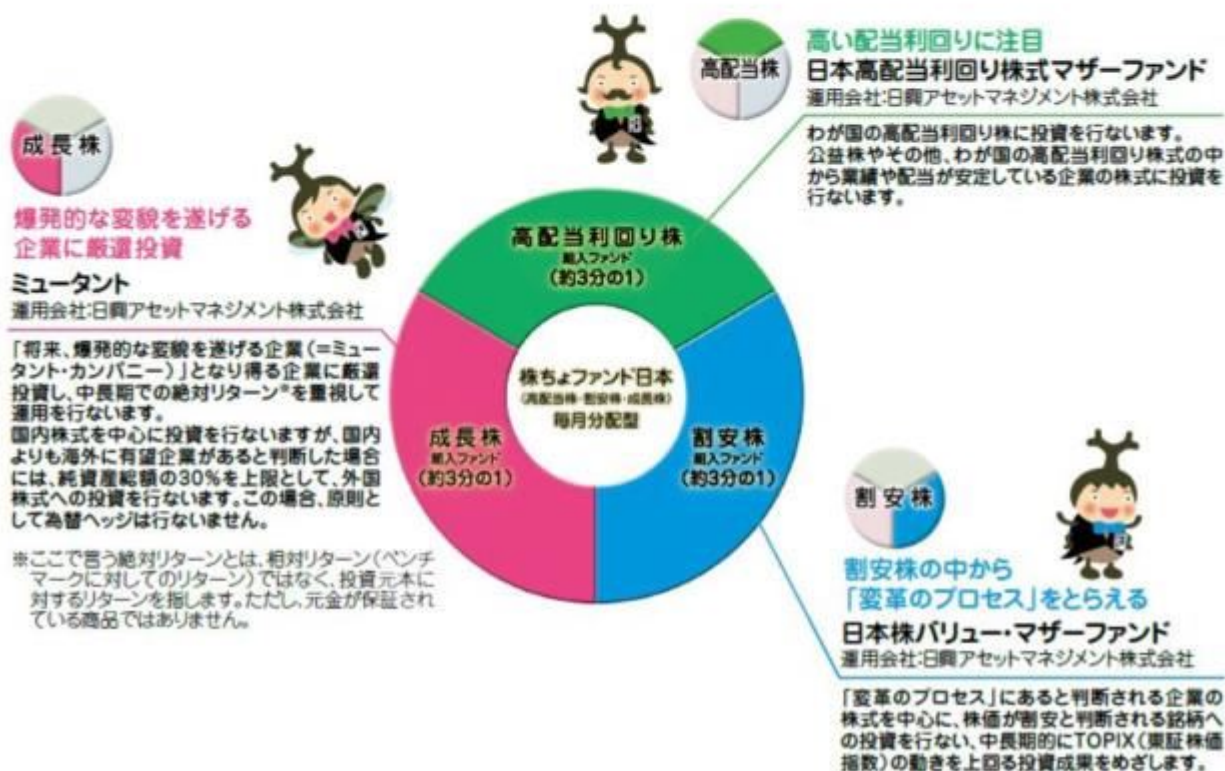 高配当株
高い配当利回りに注目
日本高配当利回り株式マザーファンド
運用会社:日興アセットマネジメント株式会社
わが国の高配当利回り株に投資を行ないます。
公益株やその他、わが国の高配当利回り株式の中
から業績や配当が安定している企業の株式に投資を
行ないます。
成長株
爆発的な変貌を遂げる
企業に厳選投資
ミュータント
運用会社:日興アセットマネジメント株式会社
「将来、爆発的な変貌を遂げる企業(=ミュー
タント・カンパニー)」となり得る企業に厳選
投資し、中長期での絶対リターン※を重視して
運用を行ないます。
国内株式を中心に投資を行ないますが、国内
よりも海外に有望企業があると判断した場合
には、純資産総額の30%を上限として、外国
株式への投資を行ないます。この場合、原則と
して為替ヘッジは行ないません。
※ここで言う絶対リターンとは、相対リターン(ベンチ
マークに対してのリターン)ではなく、投資元本に
対するリターンを指します。ただし、元金が保証され
ている商品ではありません。
高配当利回り株
組入ファンド
(約3分の1)
株ちょファンド日本
(高配当株・割安株・成長株)
毎月分配型
成長株
組入ファンド
(約3分の1)
割安株
組入ファンド
(約3分の1)
割安株
割安株の中から
「変革のプロセス」をとらえる
日本株バリュー・マザーファンド
運用会社:日興アセットマネジメント株式会社
「変革のプロセス」にあると判断される企業の
株式を中心に、株価が割安と判断される銘柄へ
の投資を行ない、中長期的にTOPIX(東証株価
指数)の動きを上回る投資成果をめざします。